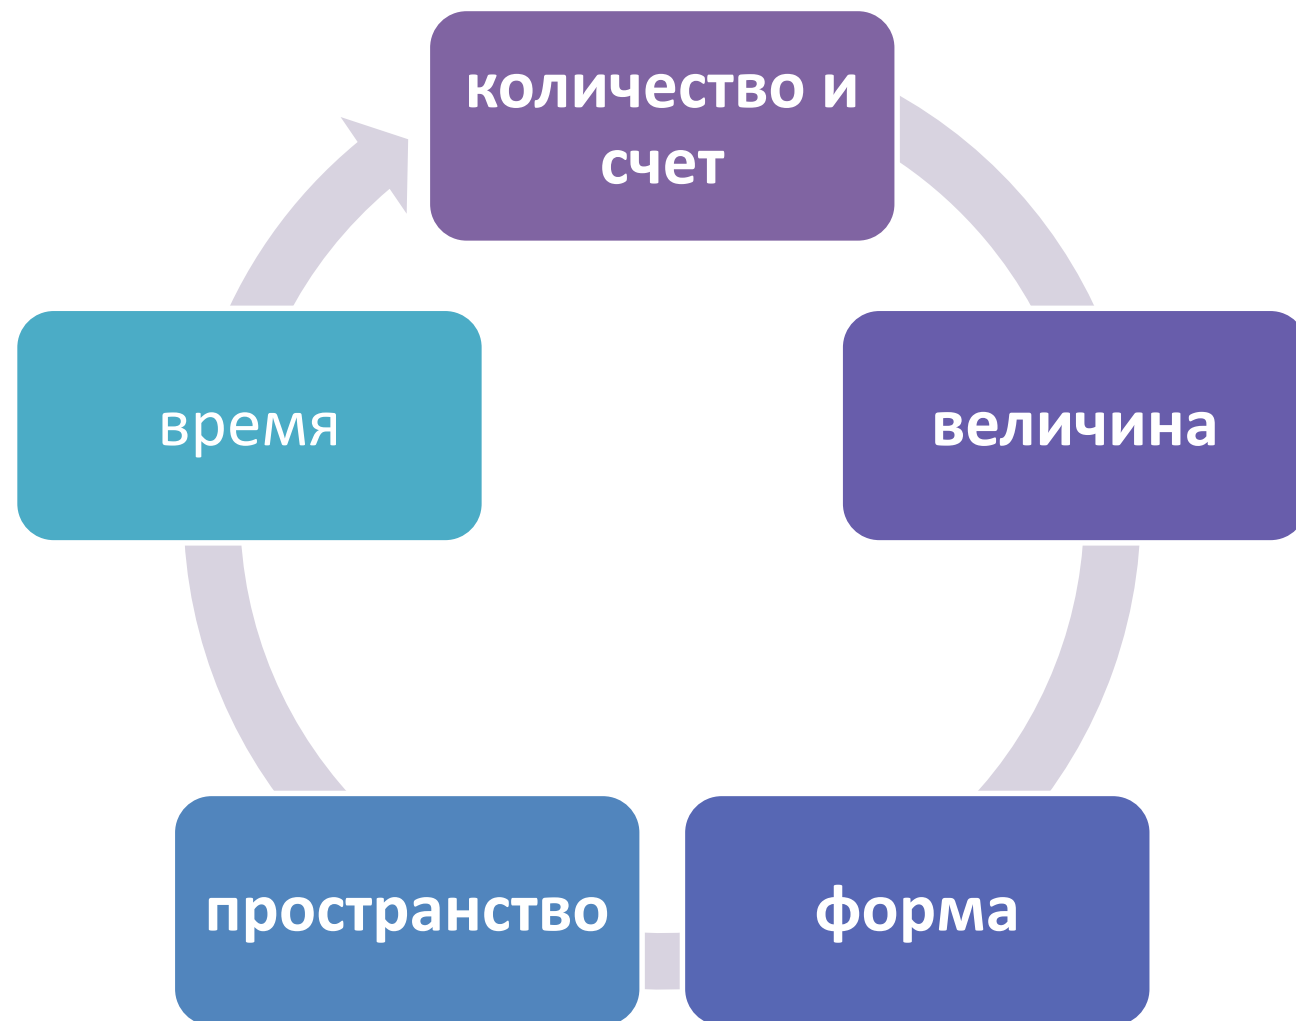 количество и
счет
величина
форма
пространство
время